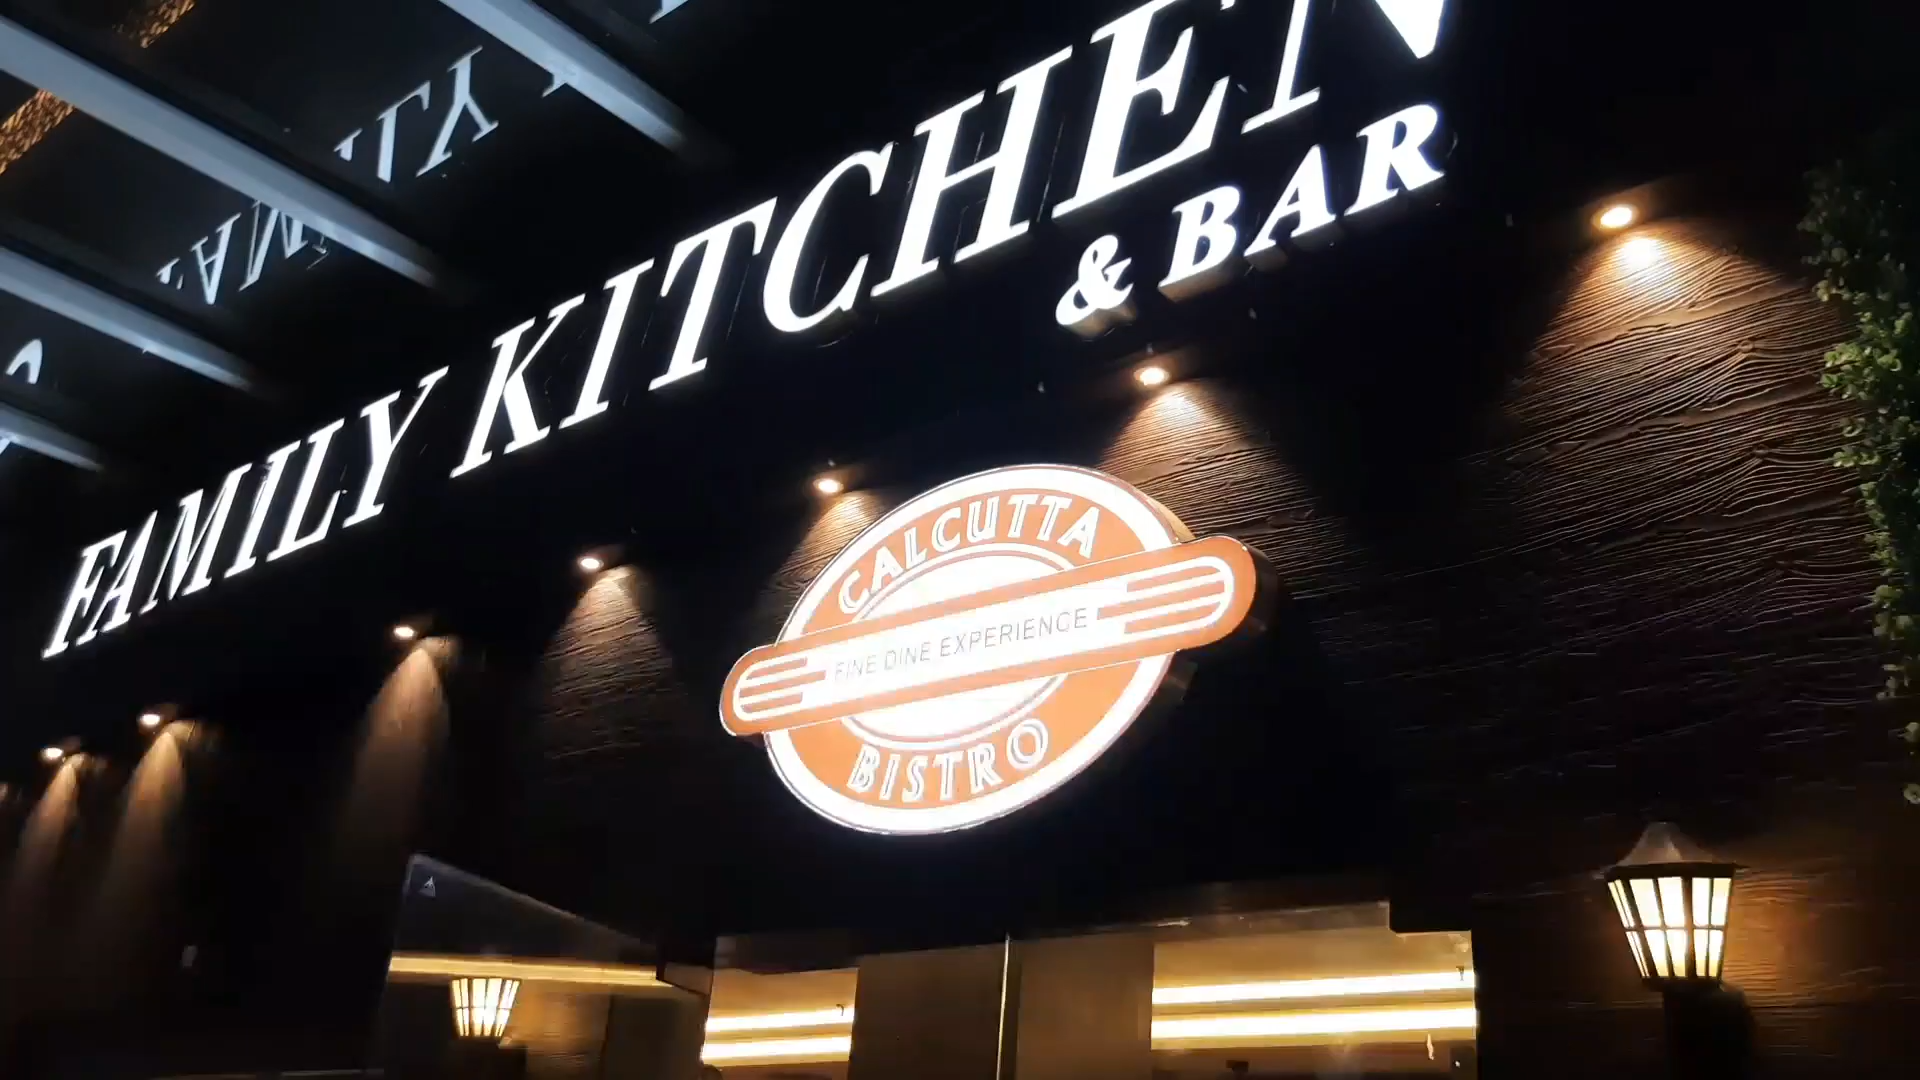 FAMILY KITCHEN
& BAR
CALCUTTA
FINE DINE EXPERIENCE
BISTRO